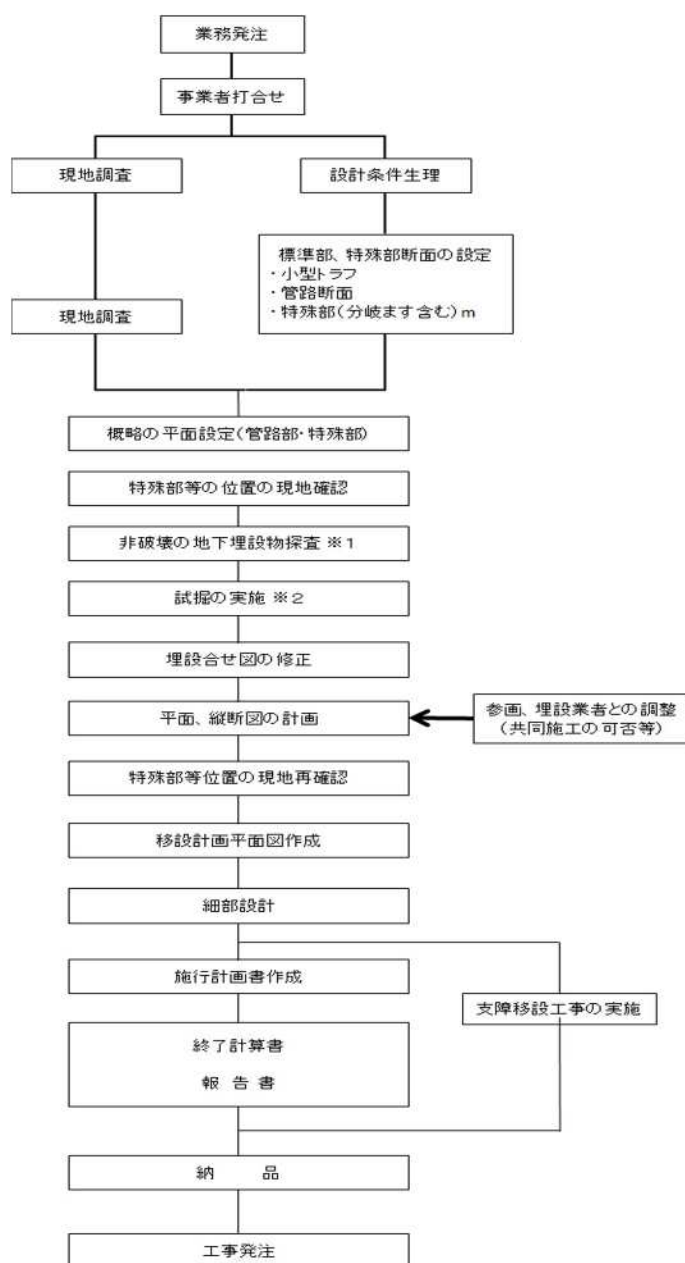 業務発注
事業者打合せ
現地調査
設計条件生理
標準部、特殊部断面の設定
・小型トラフ
・管路断面
・特殊部(分岐ます含む)m
現地調査
概略の平面設定(管路部・特殊部)
特殊部等の位置の現地確認
非破壊の地下埋設物探査※1
試掘の実施※2
埋設合せ図の修正
平面、縦断図の計画
参画、埋設業者との調整
(共同施工の可否等)
特殊部等位置の現地再確認
移設計画平面図作成
細部設計
施行計画書作成
支障移設工事の実施
終了計算書
報告書
納 品
工事発注